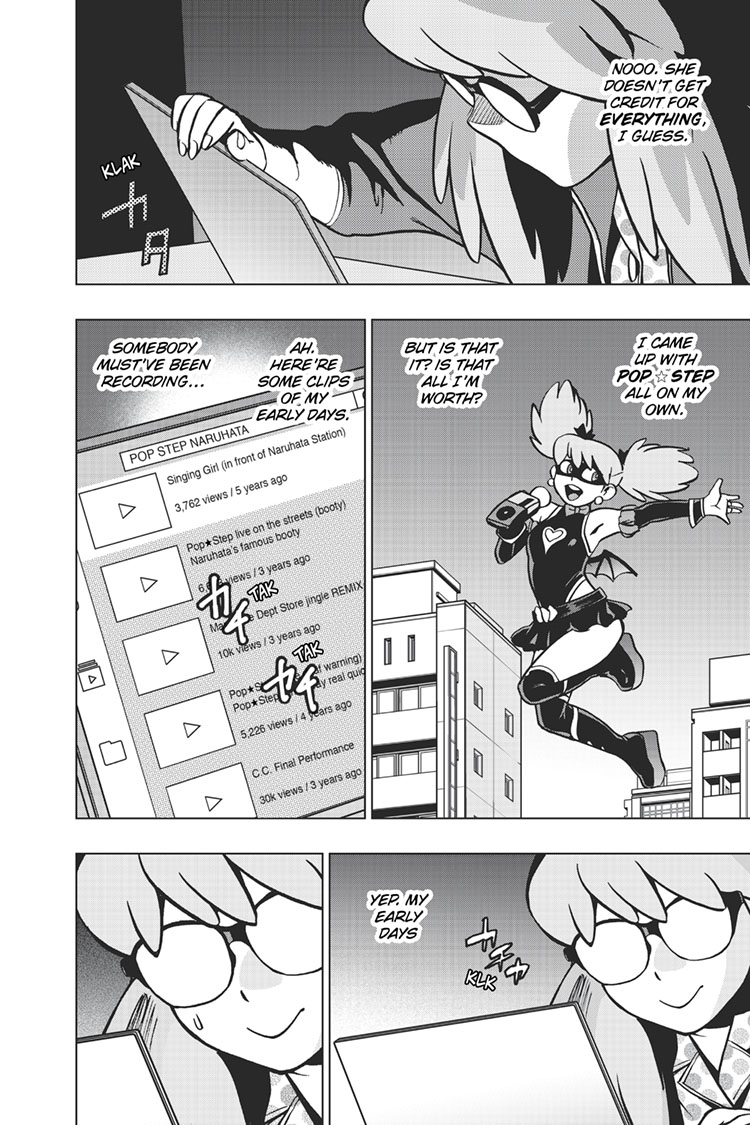 NOOO. SHE
DOESN'T GET
CREDIT FOR
EVERYTHING,
I GUESS.
KLAK
カ
タ
I CAME
UP WITH
POP☆STEP
ALL ON MY
OWN.
BUT IS THAT
IT? IS THAT
ALL I'M
WORTH?
AH.
HERE'RE
SOME CLIPS
OF MY
EARLY DAYS.
SOMEBODY
MUST'VE BEEN
RECORDING...
POP STEP NARUHATA
Singing Girl (in front of Naruhata Station)
3,762 views / 5 years ago
Pop★Step live on the streets (booty)
Naruhata's famous booty
views / 3 years ago
カチ
TAK
Dept Store jingle REMIX
10k views / 3 years ago
TAK
カチ
warning)
Pop★Step real quic
5,226 views / 4 years ago
C.C. Final Performance
30k views / 3 years ago
YEP. MY
EARLY
DAYS
カチャ
KLK